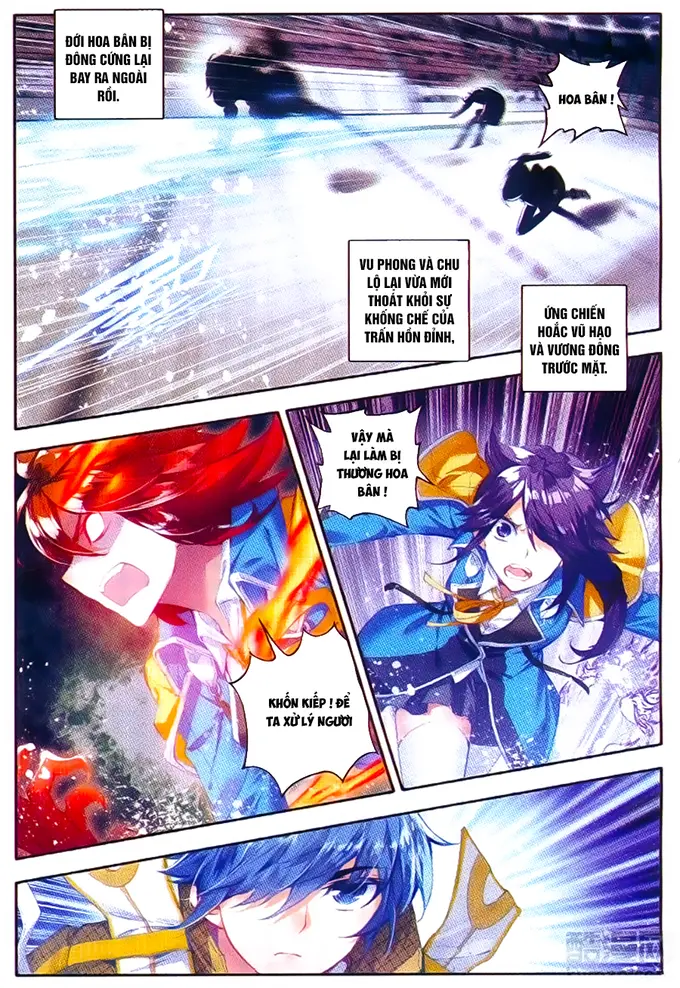 ĐỚI HOA BÂN BỊ
ĐÔNG CỨNG LẠI
BAY RA NGOÀI
RỒI.
HOA BÂN !
VU PHONG VÀ CHU
LỘ LẠI VỪA MỚI
THOÁT KHỎI SỰ
KHỐNG CHẾ CỦA
TRẤN HỒN ĐỈNH,
ỨNG CHIẾN
HOẮC VŨ HẠO
VÀ VƯƠNG ĐÔNG
TRƯỚC MẶT.
VẬY MÀ
LẠI LÀM BỊ
THƯƠNG HOA
BÂN !
KHỐN KIẾP ! ĐỂ
TA XỬ LÝ NGƯƠI